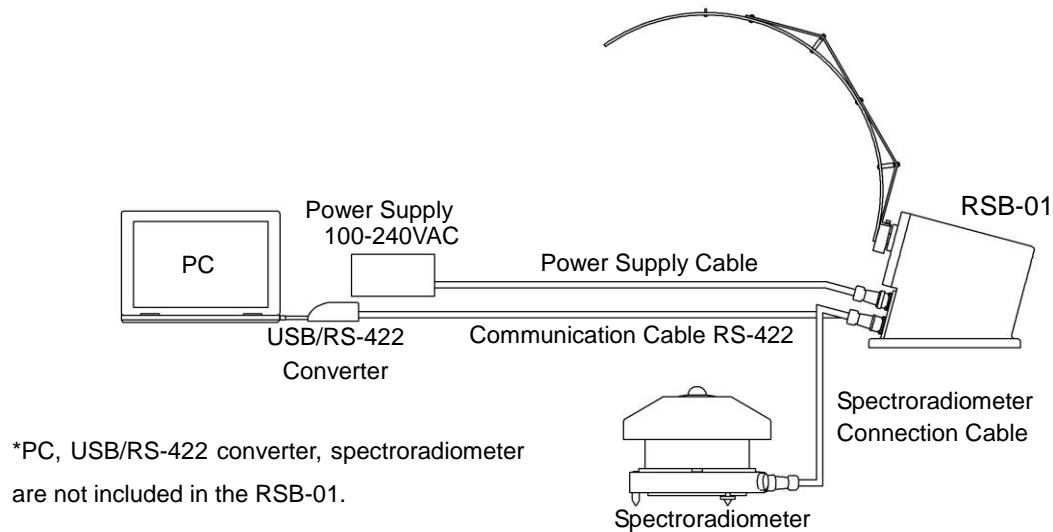 RSB-01
Power Supply
100-240VAC
PC
Power Supply Cable
USB/RS-422
Converter
Communication Cable RS-422
Spectroradiometer
Connection Cable
*PC, USB/RS-422 converter, spectroradiometer
are not included in the RSB-01.
Spectroradiometer